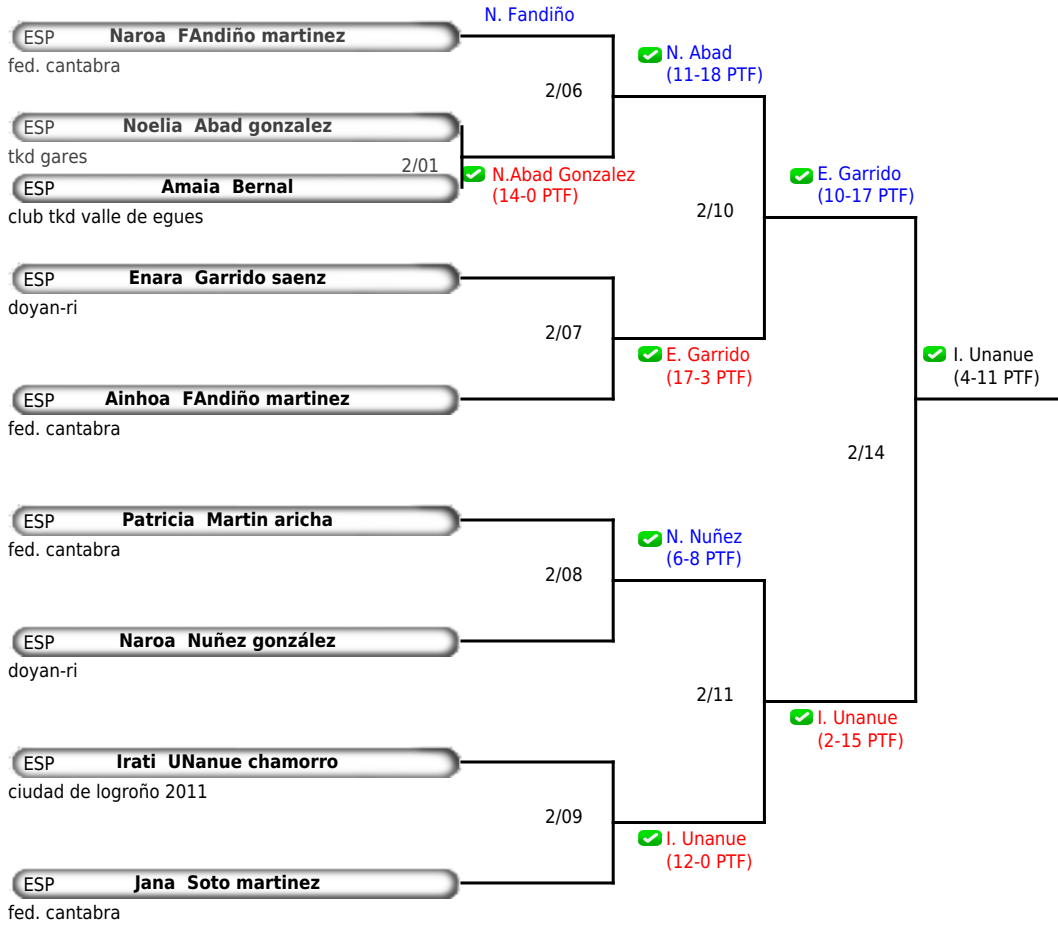 N. Fandiño
ESP Naroa FAndiño martinez
fed. cantabra
N. Abad
(11-18 PTF)
2/06
ESP Noelia Abad gonzalez
tkd gares
2/01
N.Abad Gonzalez
(14-0 PTF)
ESP Amaia Bernal
club tkd valle de egues
E. Garrido
(10-17 PTF)
2/10
ESP Enara Garrido saenz
doyan-ri
2/07
E. Garrido
(17-3 PTF)
I. Unanue
(4-11 PTF)
ESP Ainhoa FAndiño martinez
fed. cantabra
2/14
ESP Patricia Martin aricha
fed. cantabra
N. Nuñez
(6-8 PTF)
2/08
ESP Naroa Nuñez gonzález
doyan-ri
2/11
I. Unanue
(2-15 PTF)
ESP Irati UNanue chamorro
ciudad de logroño 2011
2/09
I. Unanue
(12-0 PTF)
ESP Jana Soto martinez
fed. cantabra